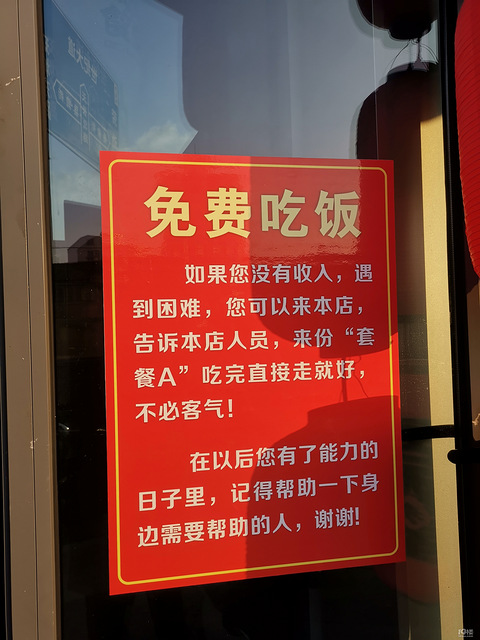 免费吃饭
如果您没有收入，遇
到困难，您可以来本店，
告诉本店人员，来份“套
餐A”吃完直接走就好，
不必客气！
在以后您有了能力的
日子里，记得帮助一下身
边需要帮助的人，谢谢！